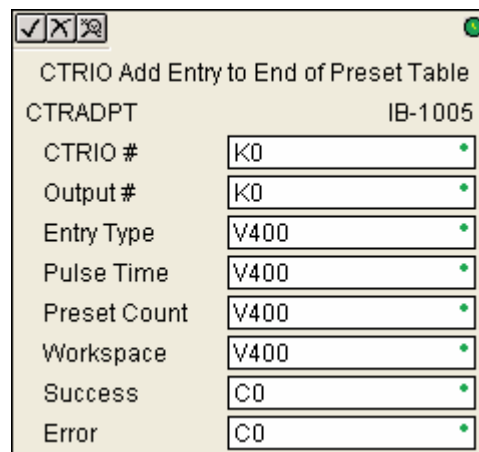 CTRIO Add Entry to End of Preset Table
CTRADPT IB-1005
CTRIO # K0
Output # K0
Entry Type V400
Pulse Time V400
Preset Count V400
Workspace V400
Success C0
Error C0